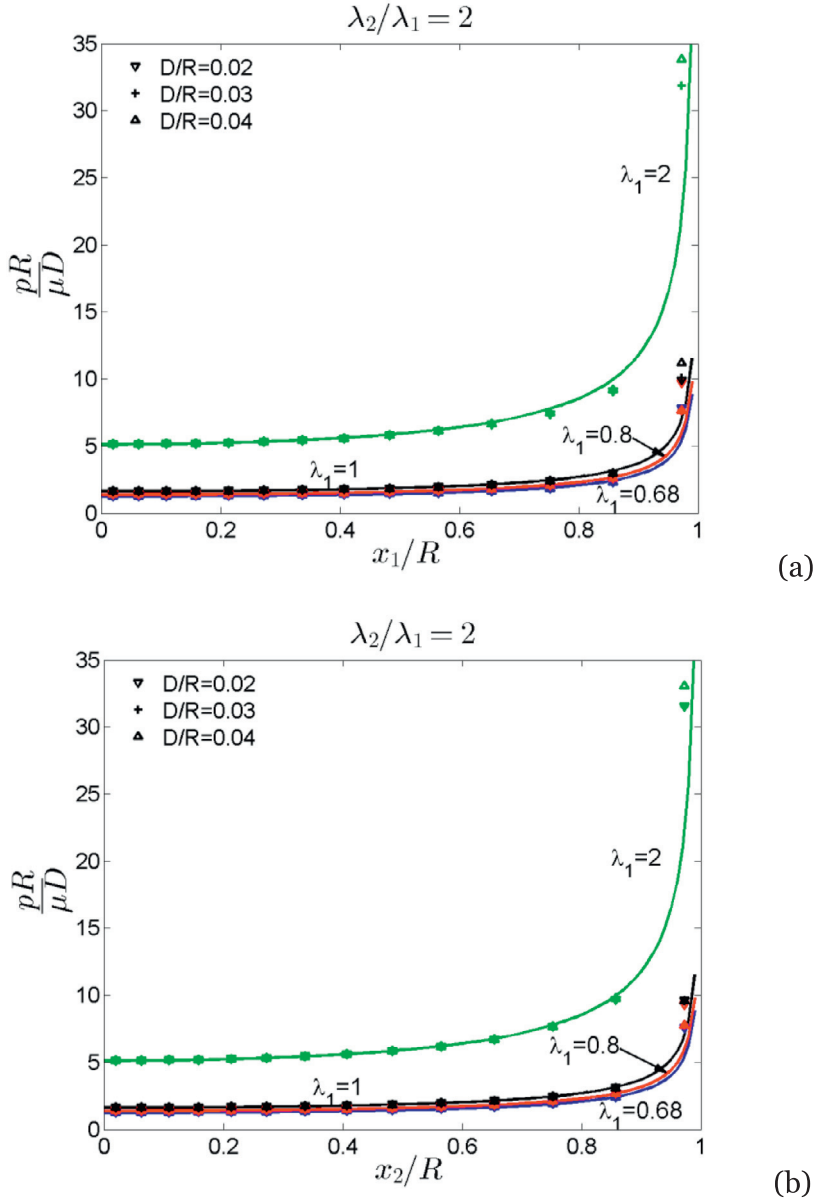 λ₂/λ₁ = 2
35
30
25
20
15
10
5
0
▽ D/R=0.02
+ D/R=0.03
△ D/R=0.04
λ₁=2
λ₁=0.8
λ₁=1
λ₁=0.68
pR
μD
0 0.2 0.4 0.6 0.8 1
x₁/R
(a)
λ₂/λ₁ = 2
35
30
25
20
15
10
5
0
▽ D/R=0.02
+ D/R=0.03
△ D/R=0.04
λ₁=2
λ₁=0.8
λ₁=1
λ₁=0.68
pR
μD
0 0.2 0.4 0.6 0.8 1
x₂/R
(b)